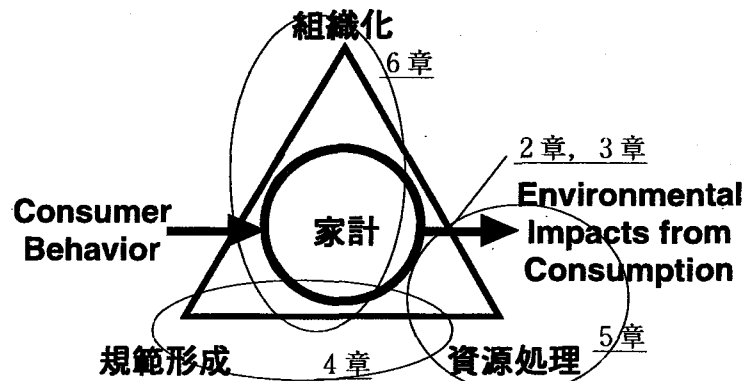 組織化
6章
2章，3章
Consumer
Behavior
家計
Environmental
Impacts from
Consumption
規範形成
4章
資源処理
5章